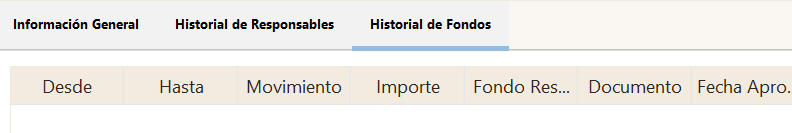 Información General Historial de Responsables Historial de Fondos
Desde Hasta Movimiento Importe Fondo Res... Documento Fecha Apro...